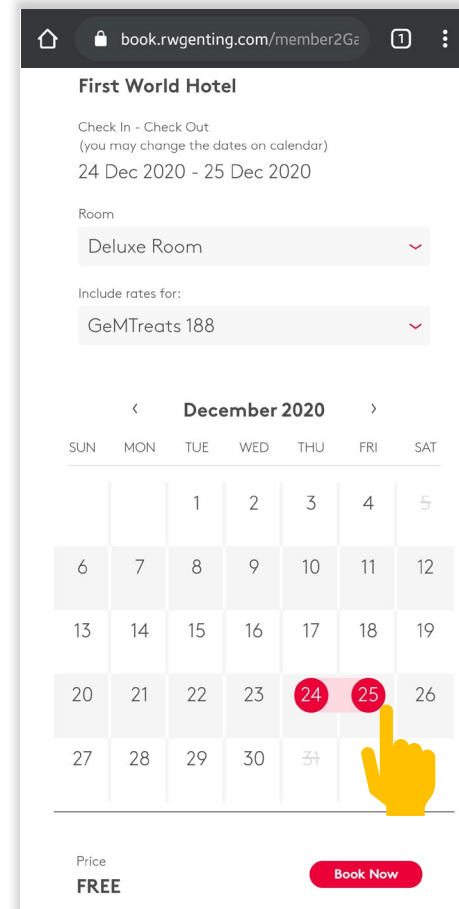 book.rwgenting.com/member2Ga 1
First World Hotel
Check In - Check Out
(you may change the dates on calendar)
24 Dec 2020 - 25 Dec 2020
Room
Deluxe Room
Include rates for:
GeMTreats 188
December 2020
SUN MON TUE WED THU FRI SAT
1 2 3 4 5
6 7 8 9 10 11 12
13 14 15 16 17 18 19
20 21 22 23 24 25 26
27 28 29 30 31
Price
FREE
Book Now